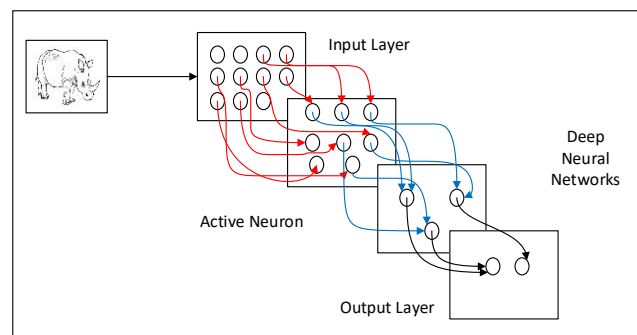 Input Layer
Deep
Neural
Networks
Active Neuron
Output Layer